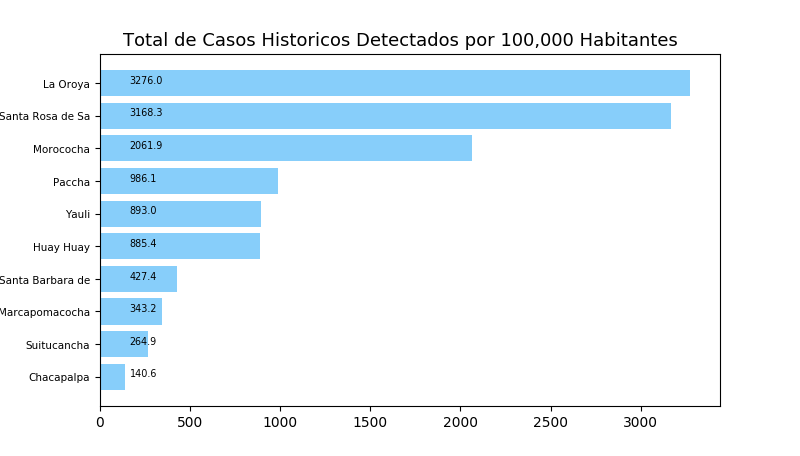 Total de Casos Historicos Detectados por 100,000 Habitantes
La Oroya 3276.0
Santa Rosa de Sa 3168.3
Morococha 2061.9
Paccha 986.1
Yauli 893.0
Huay Huay 885.4
Santa Barbara de 427.4
Marcapomacocha 343.2
Suitucancha 264.9
Chacapalpa 140.6
0 500 1000 1500 2000 2500 3000